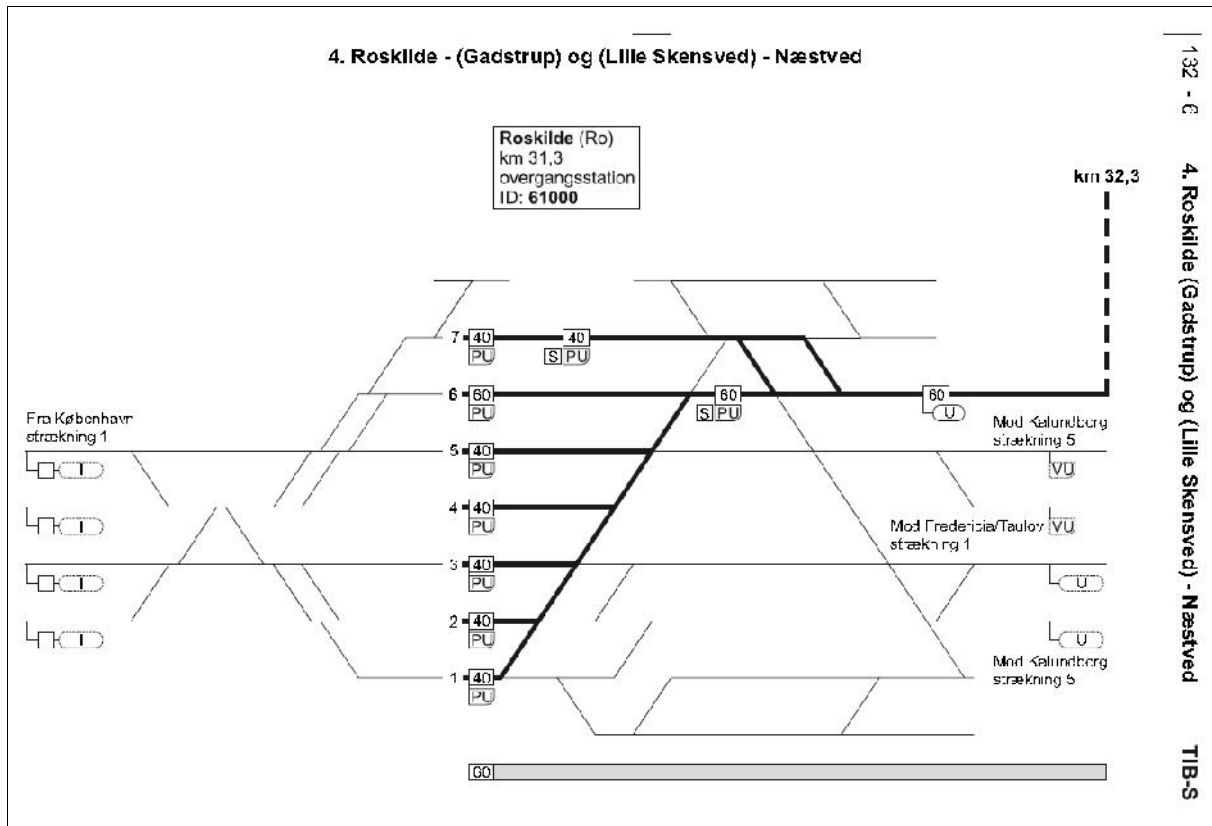 4. Roskilde - (Gadstrup) og (Lille Skensved) - Næstved
132 - 6
4. Roskilde (Gadstrup) og (Lille Skensved) - Næstved
TIB-S
Roskilde (Ro)
km 31,3
overgangsstation
ID: 61000
km 32,3
7 40 40
PU S PU
6 60 60 60
PU S PU U
Fra København
strækning 1
Mod Kalundborg
strækning 5
5 40
I PU VU
4 40
I PU
Mod Fredericia/Taulov VU
strækning 1
3 40
I PU U
2 40
I PU U
Mod Kalundborg
strækning 5
1 40
PU
60